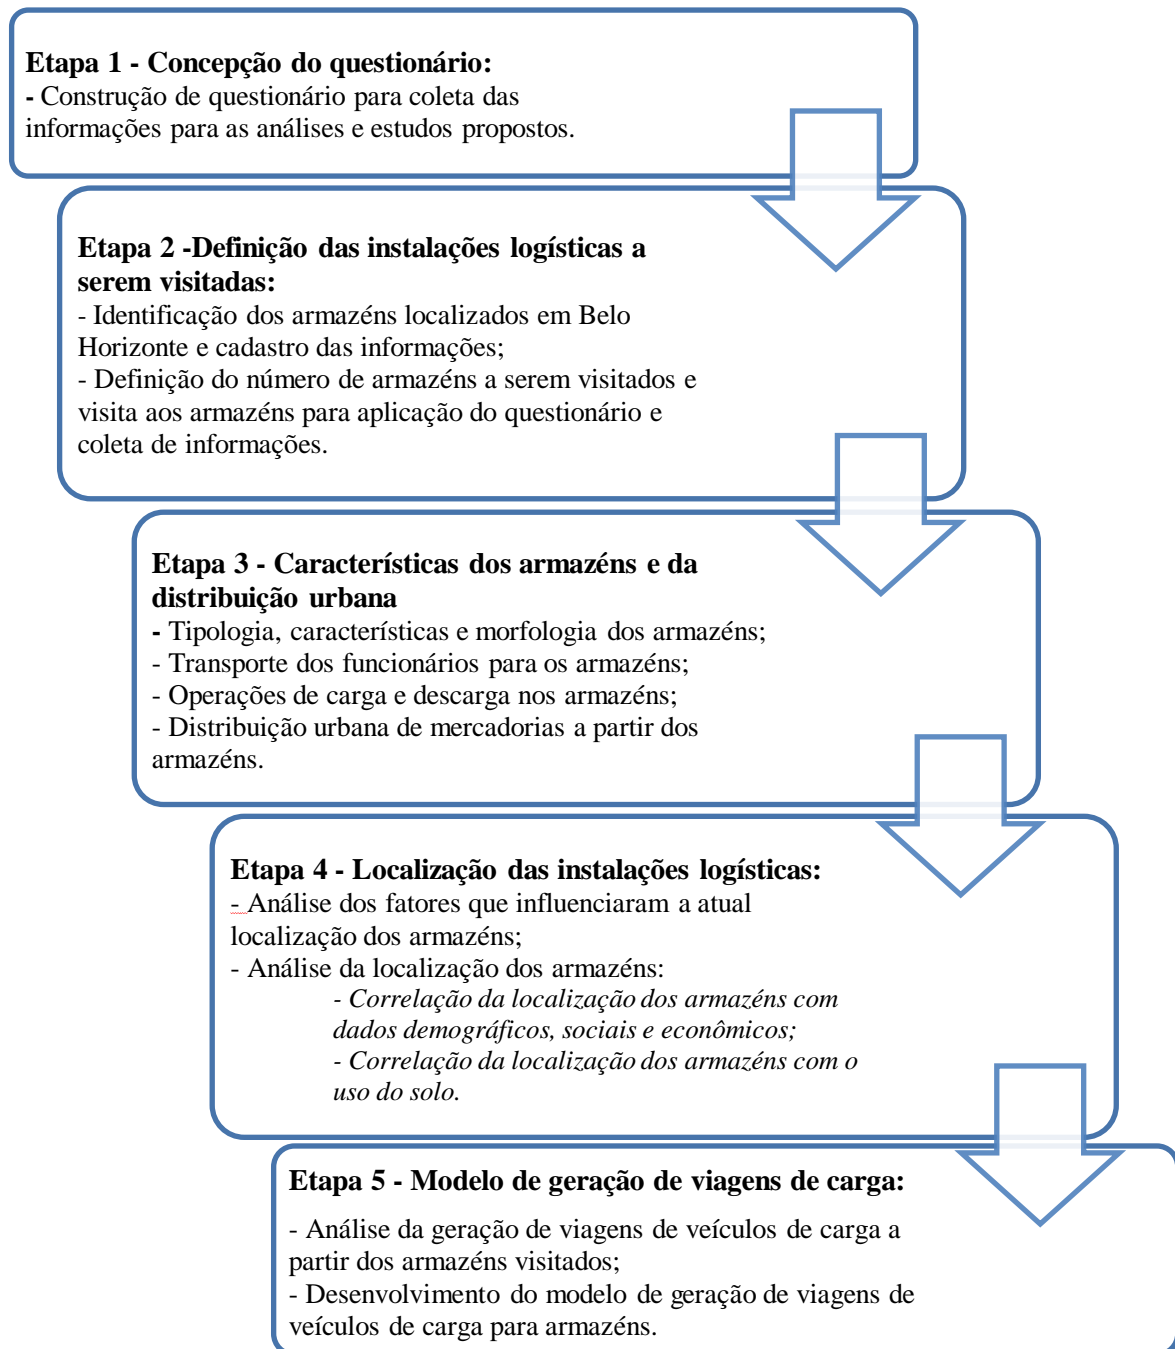 Etapa 1 - Concepção do questionário:
- Construção de questionário para coleta das
informações para as análises e estudos propostos.
Etapa 2 -Definição das instalações logísticas a
serem visitadas:
- Identificação dos armazéns localizados em Belo
Horizonte e cadastro das informações;
- Definição do número de armazéns a serem visitados e
visita aos armazéns para aplicação do questionário e
coleta de informações.
Etapa 3 - Características dos armazéns e da
distribuição urbana
- Tipologia, características e morfologia dos armazéns;
- Transporte dos funcionários para os armazéns;
- Operações de carga e descarga nos armazéns;
- Distribuição urbana de mercadorias a partir dos
armazéns.
Etapa 4 - Localização das instalações logísticas:
- Análise dos fatores que influenciaram a atual
localização dos armazéns;
- Análise da localização dos armazéns:
- Correlação da localização dos armazéns com
dados demográficos, sociais e econômicos;
- Correlação da localização dos armazéns com o
uso do solo.
Etapa 5 - Modelo de geração de viagens de carga:
- Análise da geração de viagens de veículos de carga a
partir dos armazéns visitados;
- Desenvolvimento do modelo de geração de viagens de
veículos de carga para armazéns.